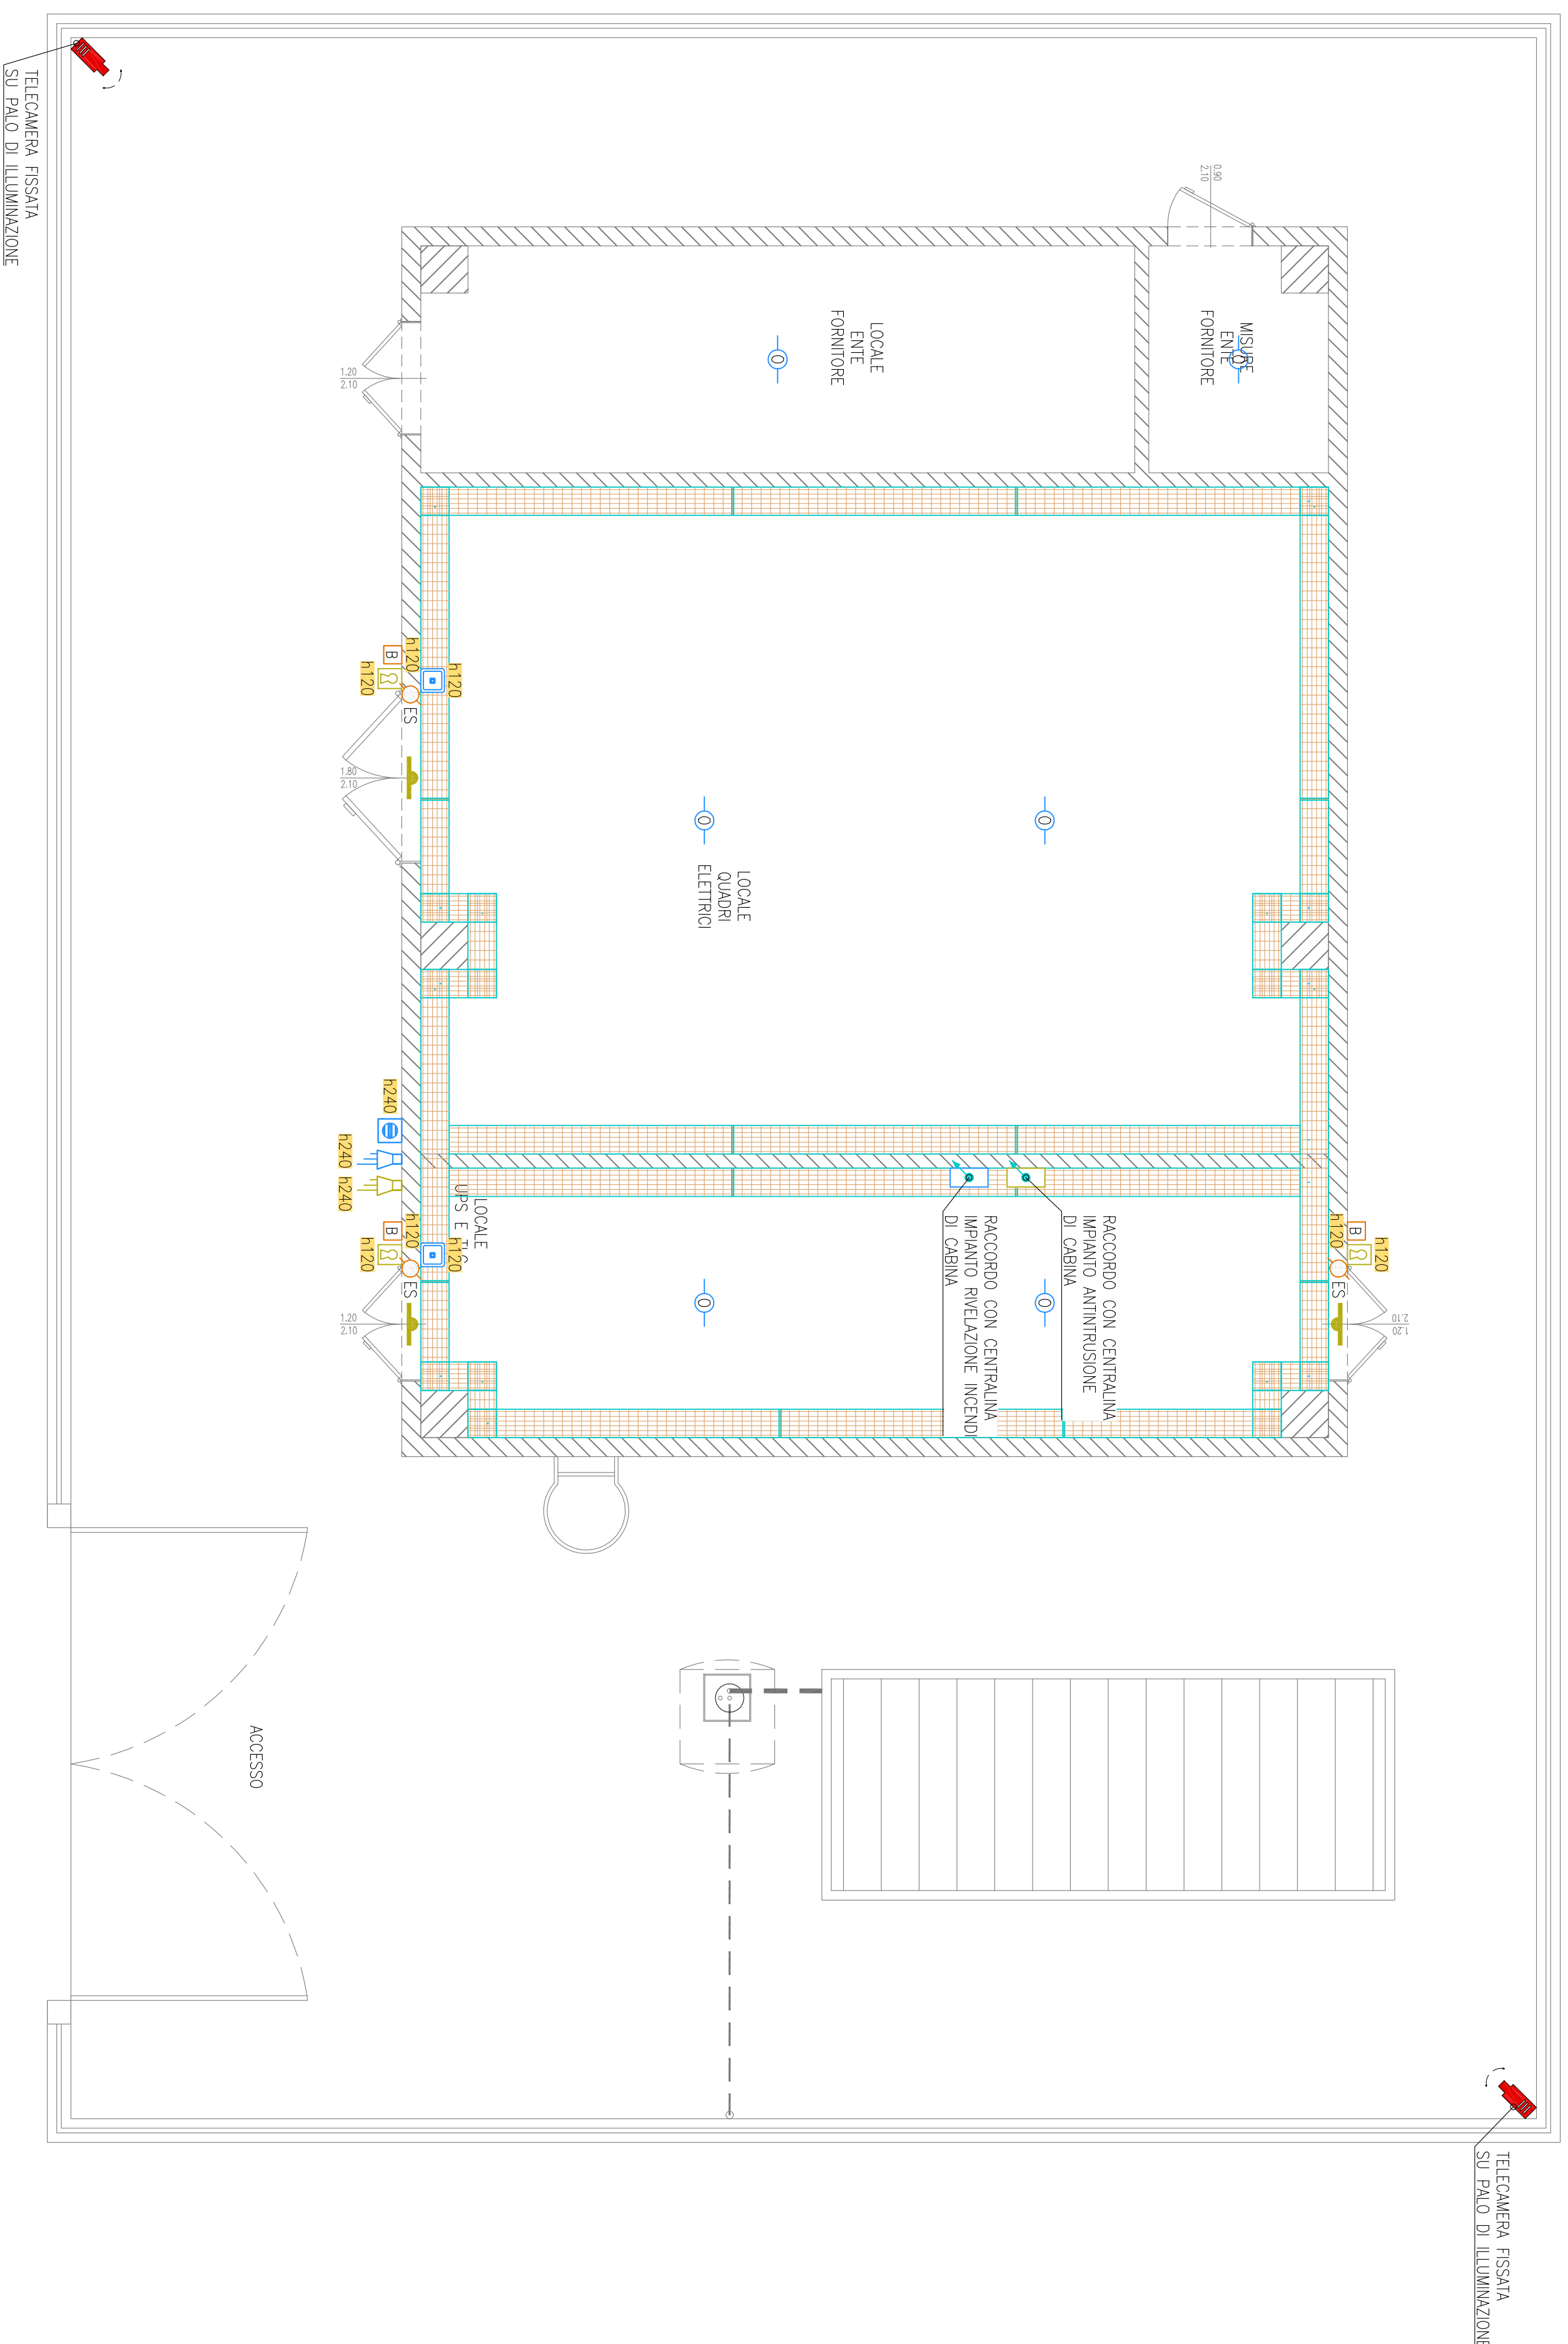 TELECAMERA FISSATA
SU PALO DI ILLUMINAZIONE
0.90
2.10
MISURE
ENTE
FORNITORE
O
LOCALE
ENTE
FORNITORE
O
1.20
2.10
h120
h120
B
h120
ES
1.80
2.10
O
O
LOCALE
QUADRI
ELETTRICI
h240
h240
h240
LOCALE
UPS E TLC
h120
h120
B
h120
ES
1.20
2.10
O
O
RACCORDO CON CENTRALINA
IMPIANTO ANTINTRUSIONE
DI CABINA
RACCORDO CON CENTRALINA
IMPIANTO RIVELAZIONE INCENDI
DI CABINA
B
h120
h120
ES
2.10
1.20
ACCESSO
TELECAMERA FISSATA
SU PALO DI ILLUMINAZIONE